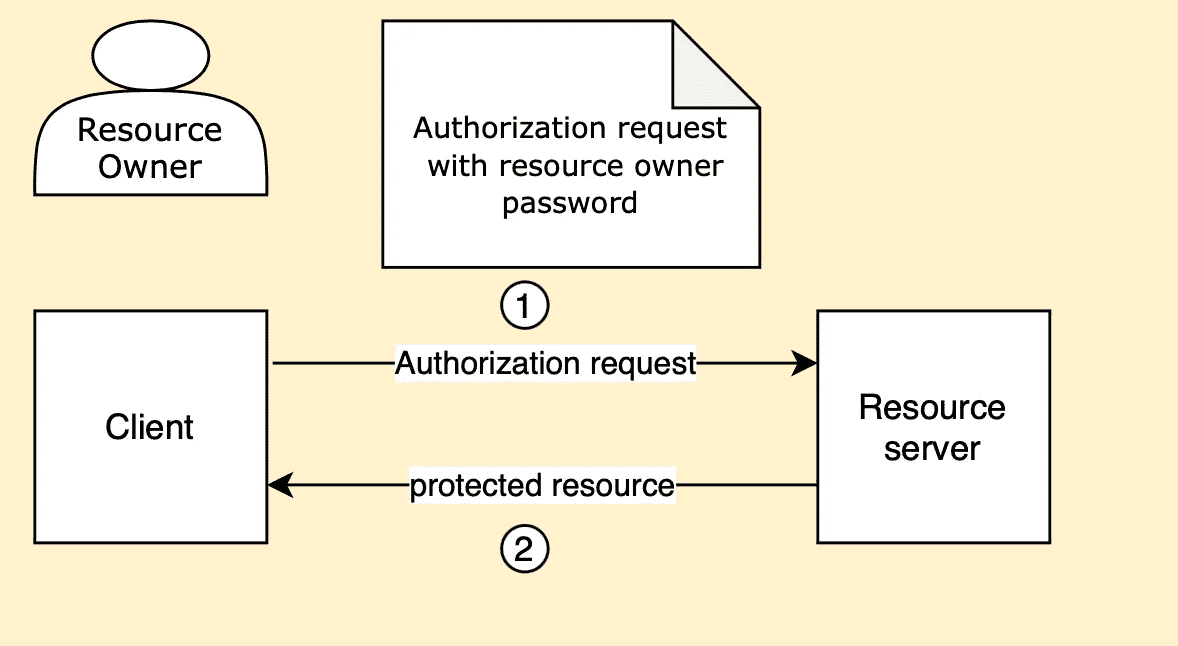 Resource
Owner
Authorization request
with resource owner
password
1
Authorization request
Client
Resource
server
protected resource
2